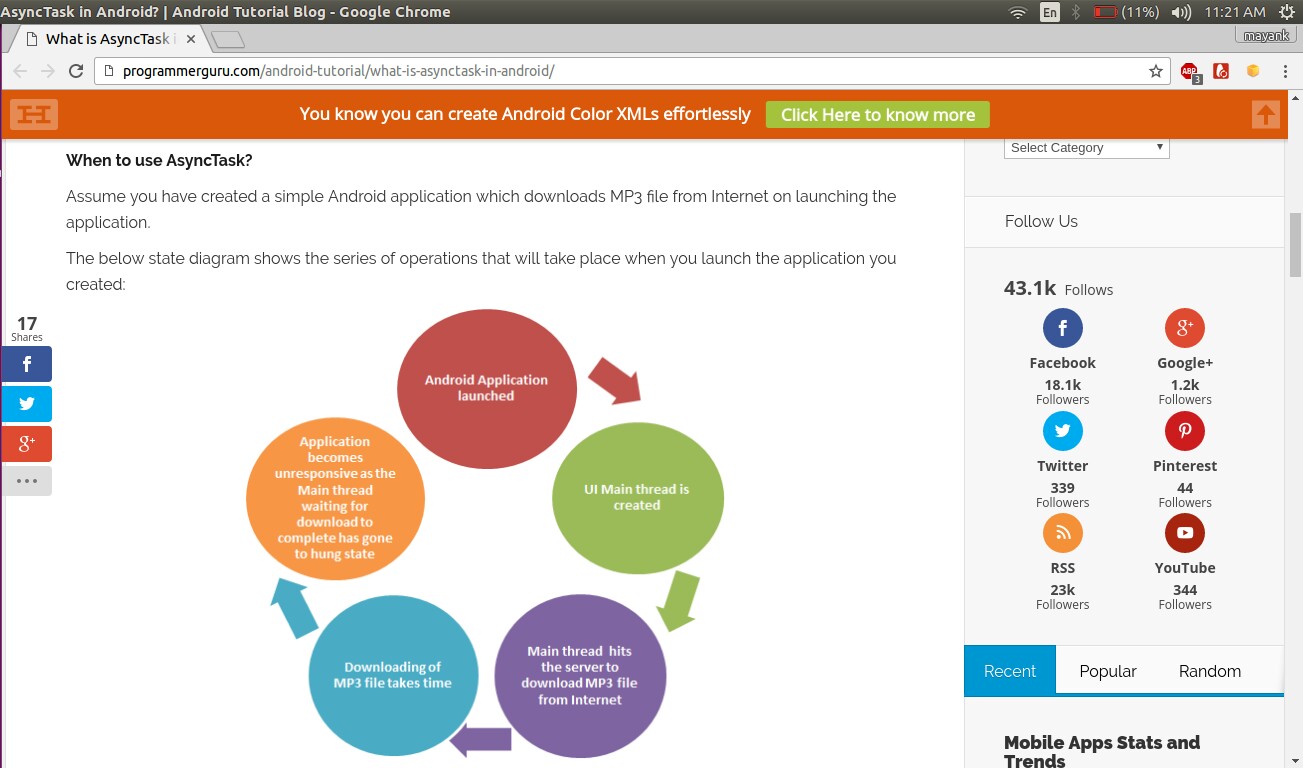 AsyncTask in Android? | Android Tutorial Blog - Google Chrome
En
(11%)
11:21 AM
What is AsyncTask i
mayank
programmerguru.com/android-tutorial/what-is-asynctask-in-android/
ABP
3
You know you can create Android Color XMLs effortlessly
Click Here to know more
When to use AsyncTask?
Assume you have created a simple Android application which downloads MP3 file from Internet on launching the
application.
The below state diagram shows the series of operations that will take place when you launch the application you
created:
17
Shares
Android Application
launched
UI Main thread is
created
Main thread hits
the server to
download MP3 file
from Internet
Downloading of
MP3 file takes time
Application
becomes
unresponsive as the
Main thread
waiting for
download to
complete has gone
to hung state
Select Category
Follow Us
43.1k Follows
Facebook
18.1k
Followers
Google+
1.2k
Followers
Twitter
339
Followers
Pinterest
44
Followers
RSS
23k
Followers
YouTube
344
Followers
Recent
Popular
Random
Mobile Apps Stats and
Trends